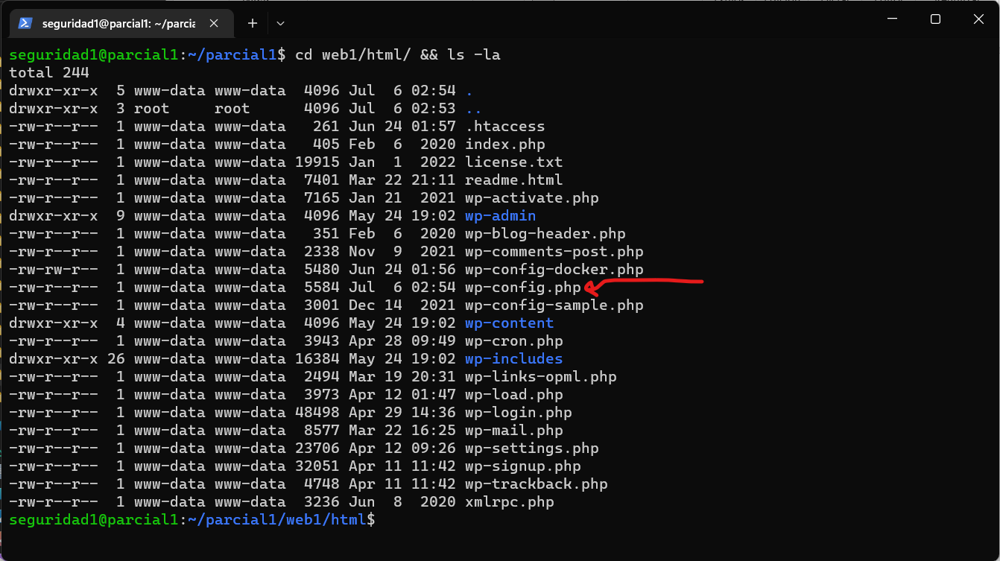 seguridad1@parcial1: ~/parcia
seguridad1@parcial1:~/parcial1$ cd web1/html/ && ls -la
total 244
drwxr-xr-x  5 www-data www-data  4096 Jul  6 02:54 .
drwxr-xr-x  3 root     root      4096 Jul  6 02:53 ..
-rw-r--r--  1 www-data www-data   261 Jun 24 01:57 .htaccess
-rw-r--r--  1 www-data www-data   405 Feb  6  2020 index.php
-rw-r--r--  1 www-data www-data 19915 Jan  1  2022 license.txt
-rw-r--r--  1 www-data www-data  7401 Mar 22 21:11 readme.html
-rw-r--r--  1 www-data www-data  7165 Jan 21  2021 wp-activate.php
drwxr-xr-x  9 www-data www-data  4096 May 24 19:02 wp-admin
-rw-r--r--  1 www-data www-data   351 Feb  6  2020 wp-blog-header.php
-rw-r--r--  1 www-data www-data  2338 Nov  9  2021 wp-comments-post.php
-rw-rw-r--  1 www-data www-data  5480 Jun 24 01:56 wp-config-docker.php
-rw-r--r--  1 www-data www-data  5584 Jul  6 02:54 wp-config.php
-rw-r--r--  1 www-data www-data  3001 Dec 14  2021 wp-config-sample.php
drwxr-xr-x  4 www-data www-data  4096 May 24 19:02 wp-content
-rw-r--r--  1 www-data www-data  3943 Apr 28 09:49 wp-cron.php
drwxr-xr-x 26 www-data www-data 16384 May 24 19:02 wp-includes
-rw-r--r--  1 www-data www-data  2494 Mar 19 20:31 wp-links-opml.php
-rw-r--r--  1 www-data www-data  3973 Apr 12 01:47 wp-load.php
-rw-r--r--  1 www-data www-data 48498 Apr 29 14:36 wp-login.php
-rw-r--r--  1 www-data www-data  8577 Mar 22 16:25 wp-mail.php
-rw-r--r--  1 www-data www-data 23706 Apr 12 09:26 wp-settings.php
-rw-r--r--  1 www-data www-data 32051 Apr 11 11:42 wp-signup.php
-rw-r--r--  1 www-data www-data  4748 Apr 11 11:42 wp-trackback.php
-rw-r--r--  1 www-data www-data  3236 Jun  8  2020 xmlrpc.php
seguridad1@parcial1:~/parcial1/web1/html$